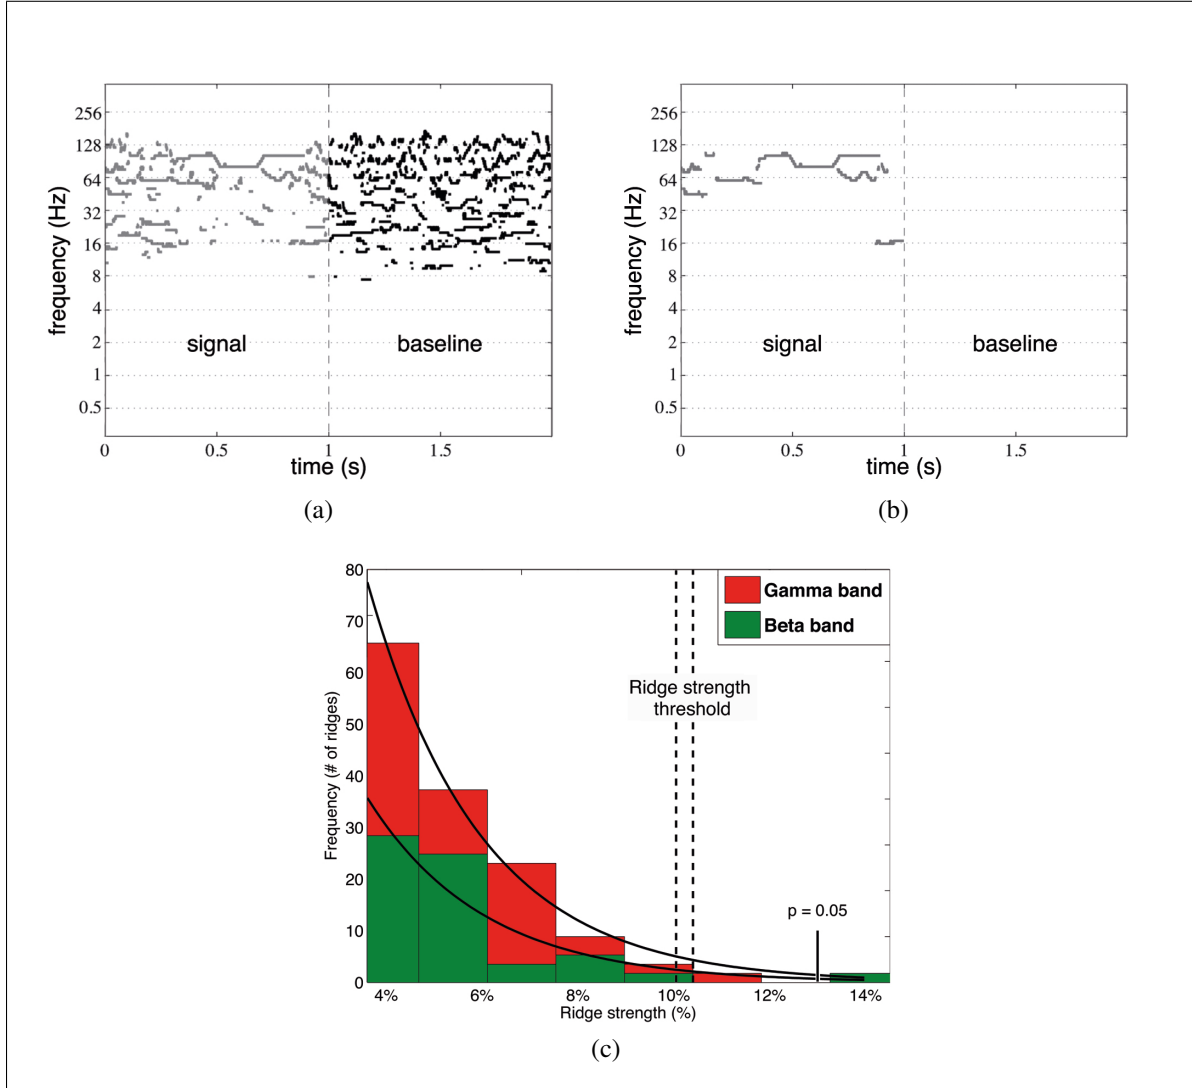 256
128
64
32
16
8
4
2
1
0.5
frequency (Hz)
signal
baseline
0
0.5
1
1.5
time (s)
(a)
256
128
64
32
16
8
4
2
1
0.5
frequency (Hz)
signal
baseline
0
0.5
1
1.5
time (s)
(b)
80
70
60
50
40
30
20
10
0
Frequency (# of ridges)
Gamma band
Beta band
Ridge strength
threshold
p = 0.05
4%
6%
8%
10%
12%
14%
Ridge strength (%)
(c)